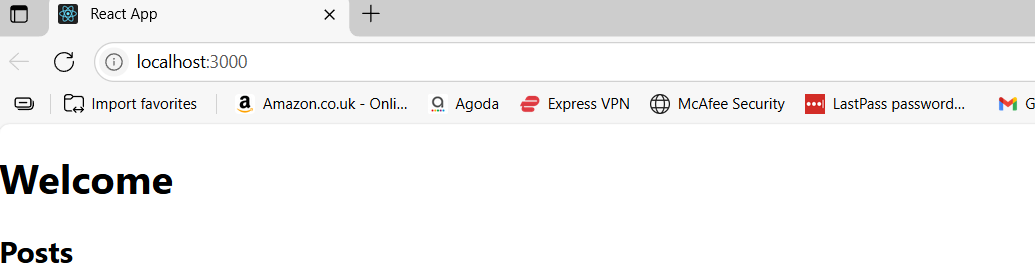 React App
localhost:3000
Import favorites Amazon.co.uk - Onli... Agoda Express VPN McAfee Security LastPass password... G
Welcome
Posts